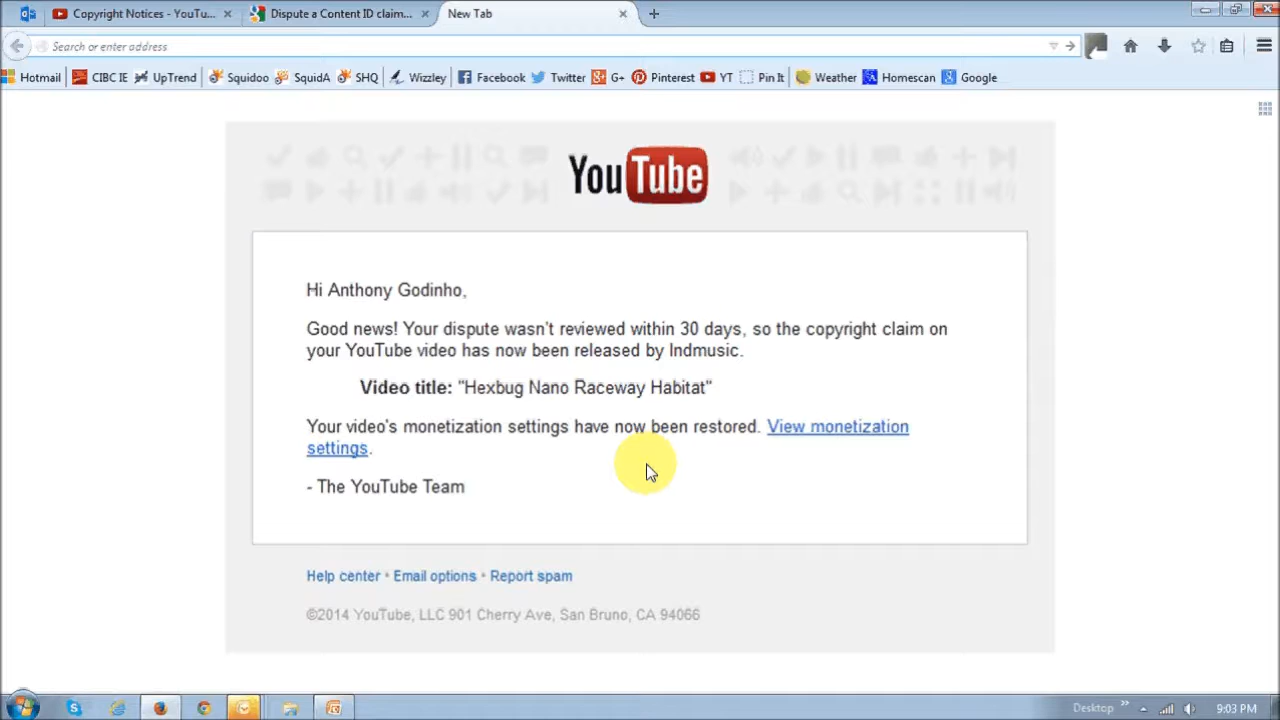 Copyright Notices - YouTu...
Dispute a Content ID claim...
New Tab
Search or enter address
Hotmail CIBC IE UpTrend Squidoo SquidA SHQ Wizzley Facebook Twitter G+ Pinterest YT Pin It Weather Homescan Google
YouTube
Hi Anthony Godinho,
Good news! Your dispute wasn't reviewed within 30 days, so the copyright claim on
your YouTube video has now been released by Indmusic.
Video title: "Hexbug Nano Raceway Habitat"
Your video's monetization settings have now been restored. View monetization
settings.
- The YouTube Team
Help center • Email options • Report spam
©2014 YouTube, LLC 901 Cherry Ave, San Bruno, CA 94066
Desktop
9:03 PM